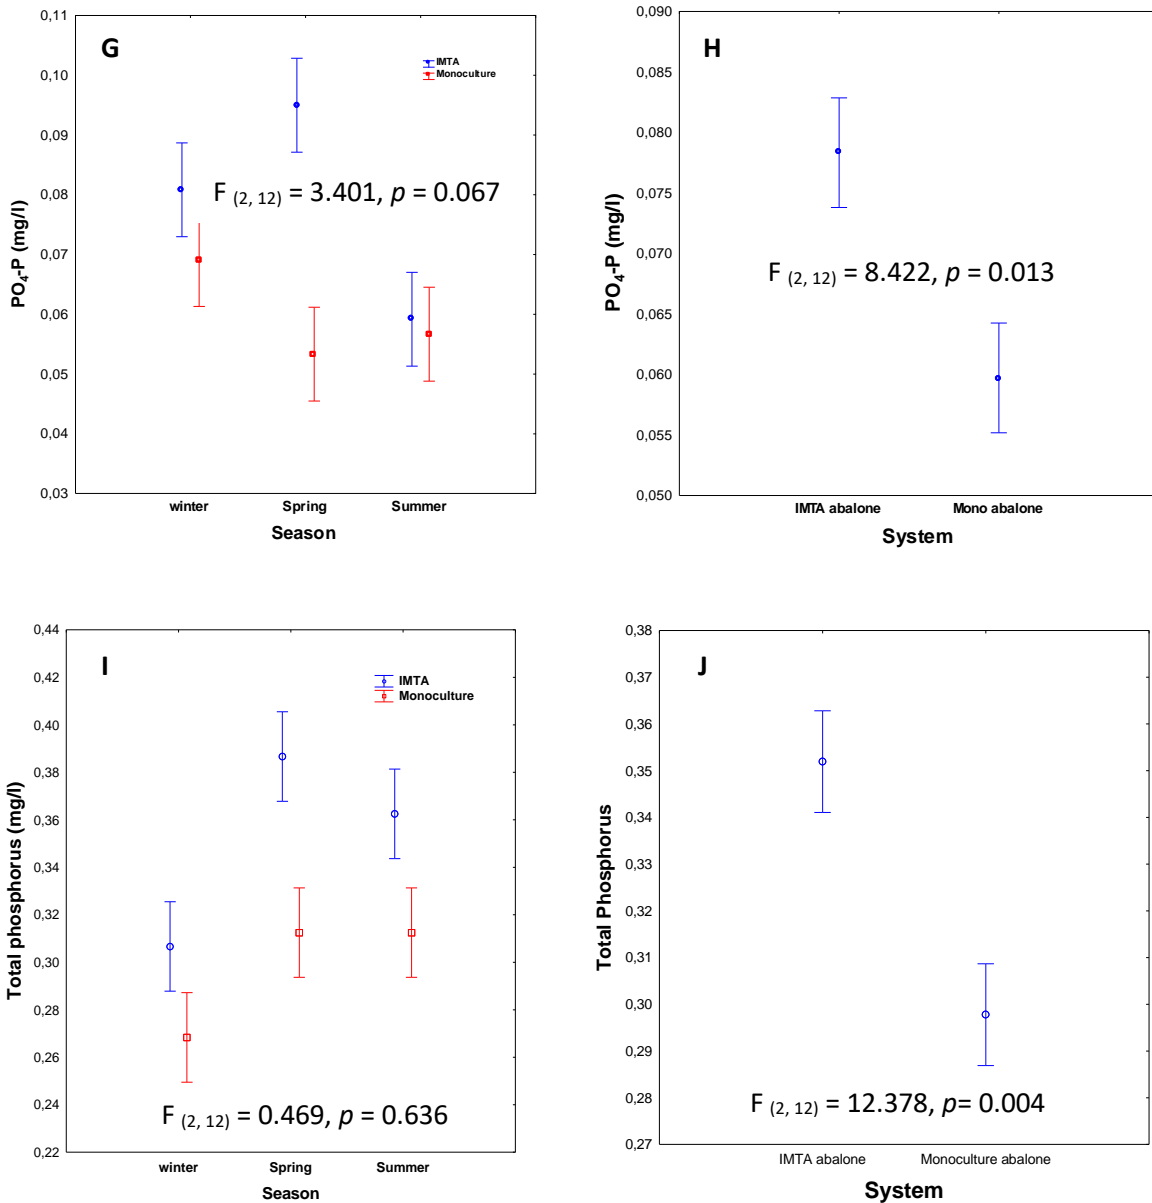 G
IMTA
Monoculture
0,11
0,10
0,09
0,08
0,07
0,06
0,05
0,04
0,03
PO4-P (mg/l)
F (2, 12) = 3.401, p = 0.067
winter Spring Summer
Season
H
0,090
0,085
0,080
0,075
0,070
0,065
0,060
0,055
0,050
PO4-P (mg/l)
F (2, 12) = 8.422, p = 0.013
IMTA abalone Mono abalone
System
I
IMTA
Monoculture
0,44
0,42
0,40
0,38
0,36
0,34
0,32
0,30
0,28
0,26
0,24
0,22
Total phosphorus (mg/l)
F (2, 12) = 0.469, p = 0.636
winter Spring Summer
Season
J
0,38
0,37
0,36
0,35
0,34
0,33
0,32
0,31
0,30
0,29
0,28
0,27
Total Phosphorus
F (2, 12) = 12.378, p= 0.004
IMTA abalone Monoculture abalone
System